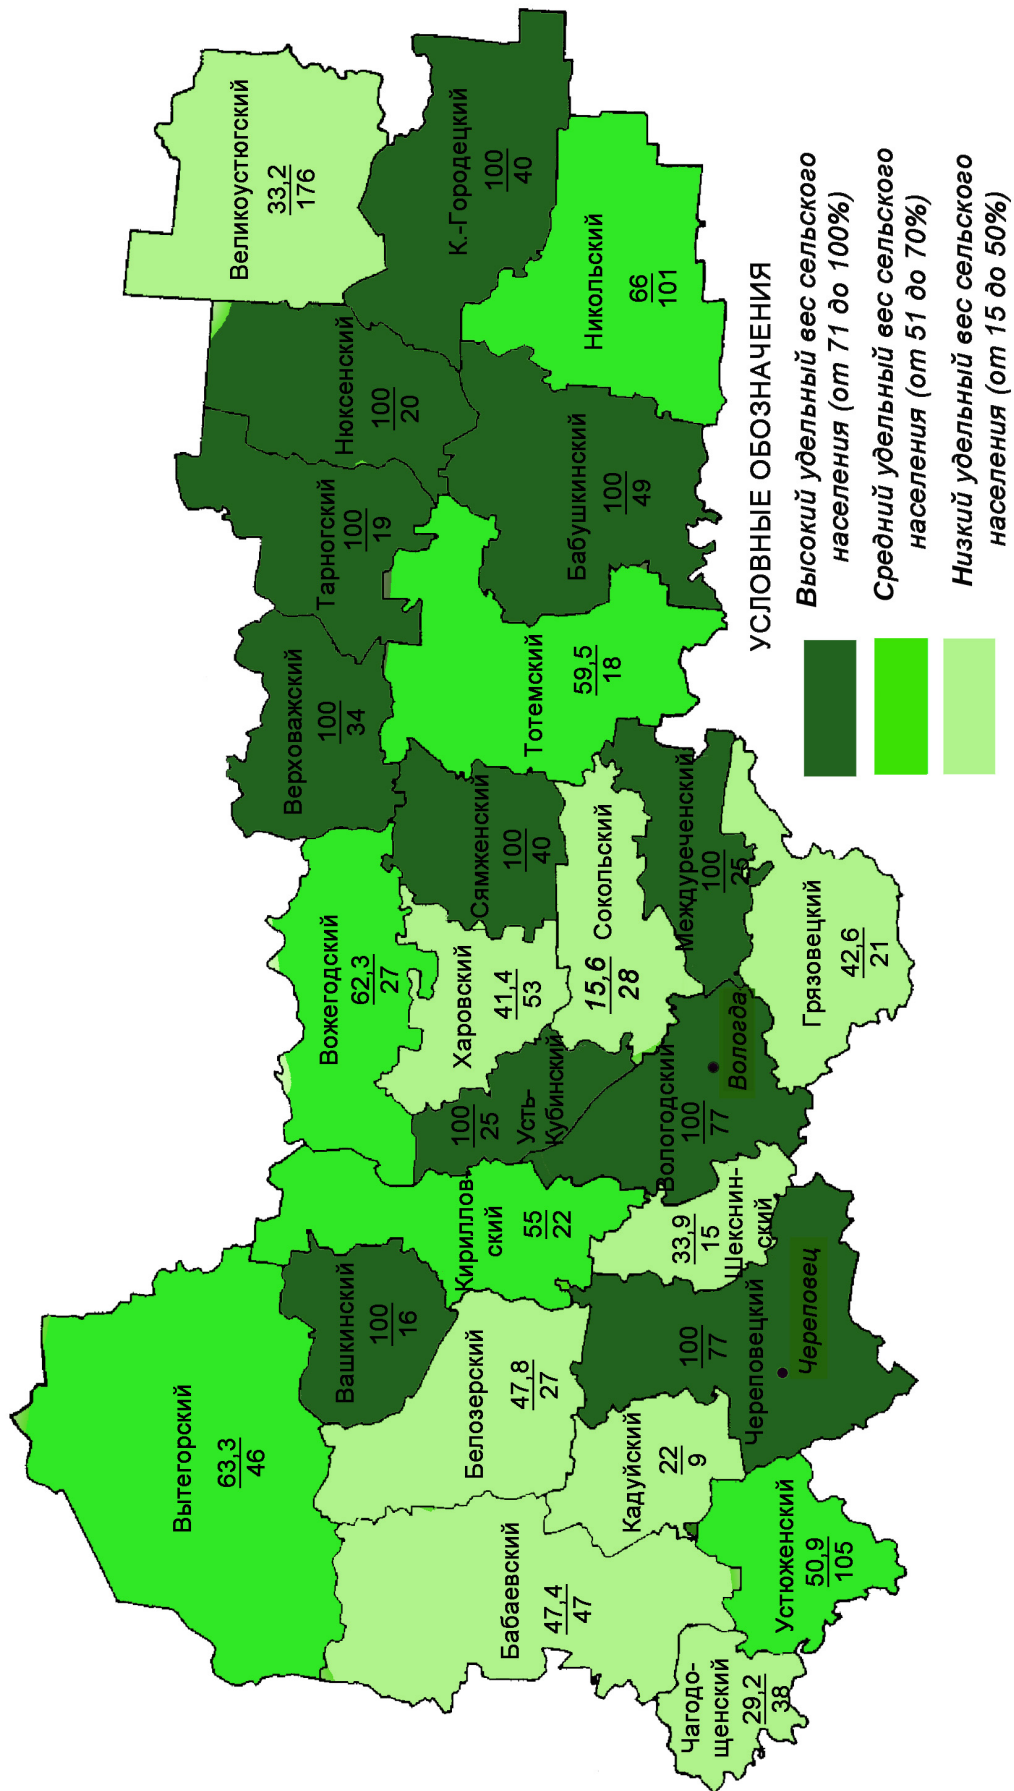 Вытегорский
63,3
46
Вашкинский
100
16
Кириллов-
ский
55
22
Белозерский
47,8
27
Бабаевский
47,4
47
Кадуйский
22
9
Чагодо-
щенский
29,2
38
Устюженский
50,9
105
Череповецкий
100
77
Череповец
Шекснин-
ский
33,9
15
Вологодский
100
77
Вологда
Усть-
Кубинский
100
25
Вожегодский
62,3
27
Харовский
41,4
53
Сямженский
100
40
Сокольский
15,6
28
Междуреченский
100
25
Грязовецкий
42,6
21
Верховажский
100
34
Тарногский
100
19
Тотемский
59,5
18
Нюксенский
100
20
Бабушкинский
100
49
Великоустюгский
33,2
176
К.-Городецкий
100
40
Никольский
66
101
УСЛОВНЫЕ ОБОЗНАЧЕНИЯ
Высокий удельный вес сельского
населения (от 71 до 100%)
Средний удельный вес сельского
населения (от 51 до 70%)
Низкий удельный вес сельского
населения (от 15 до 50%)